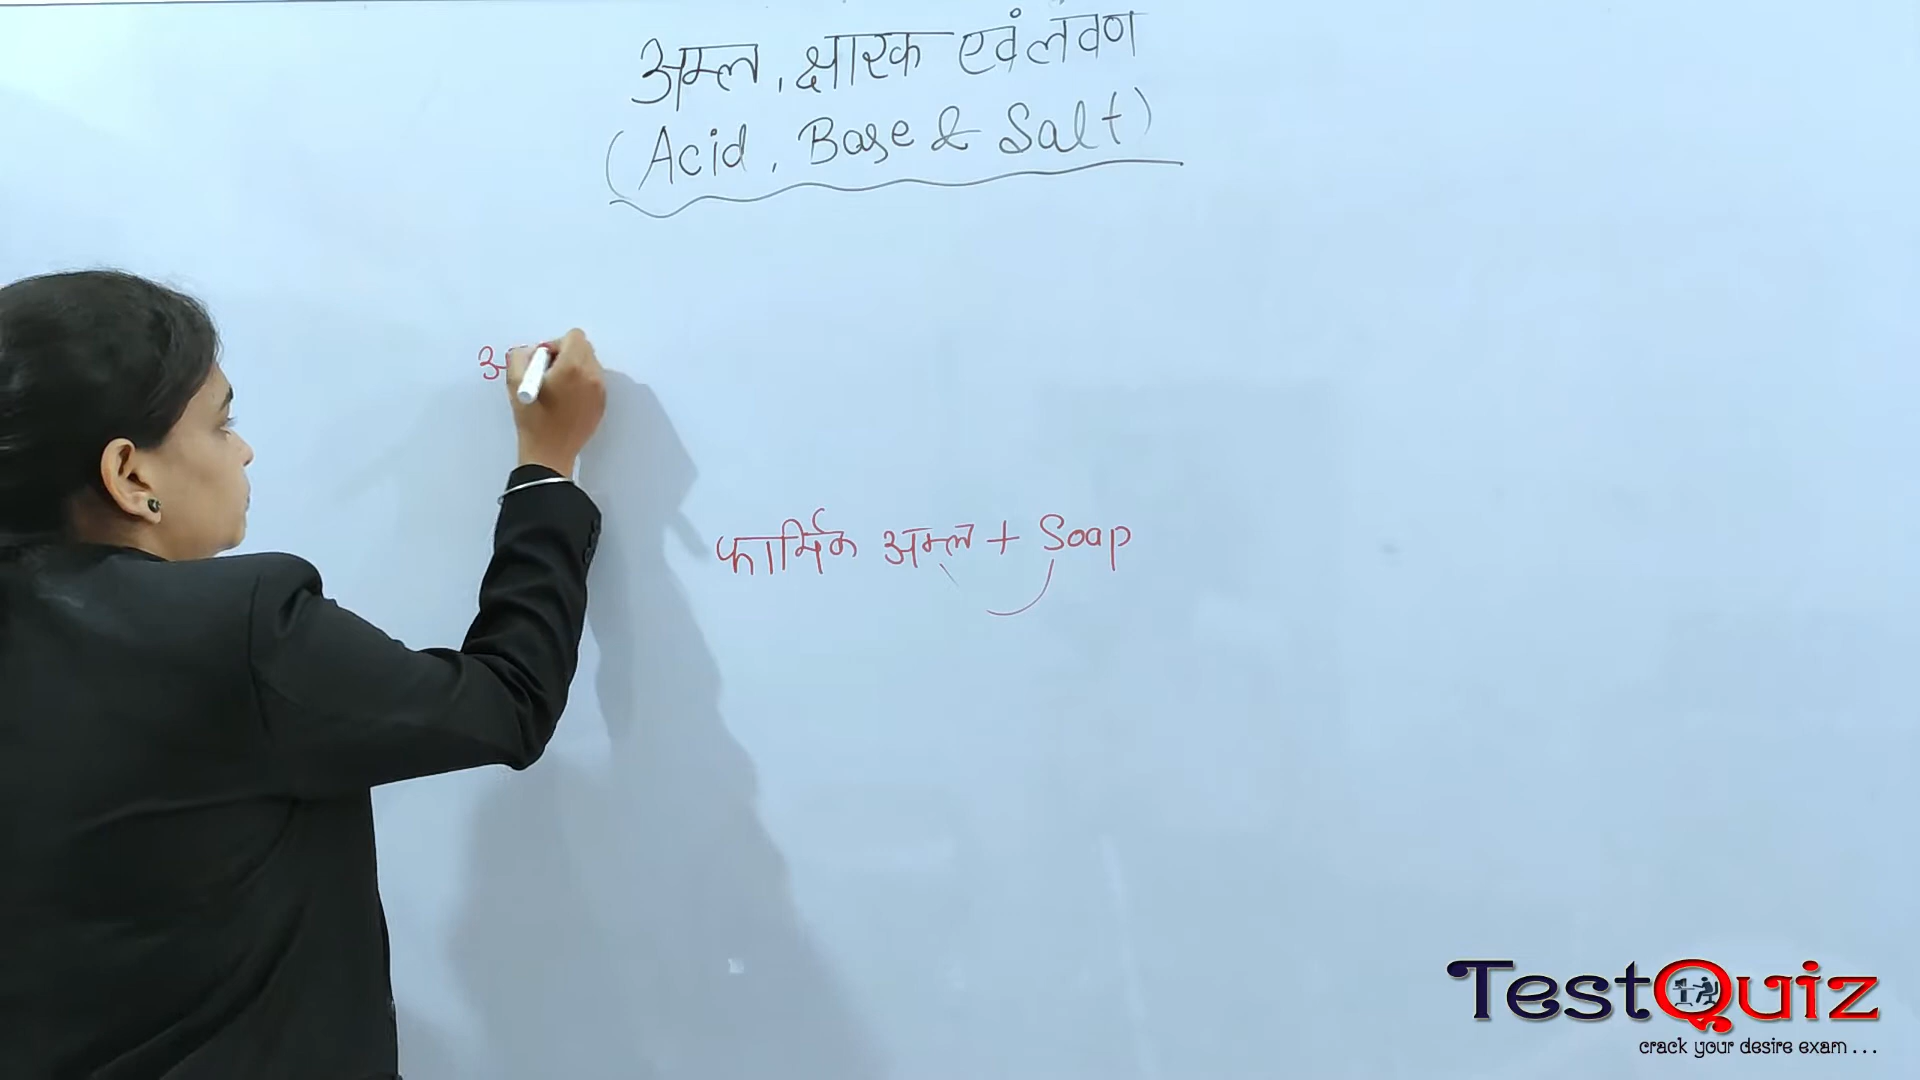 अम्ल, क्षारक एवं लवण
(Acid, Base & Salt)
फार्मिक अम्ल + Soap
TestQuiz
crack your desire exam ...